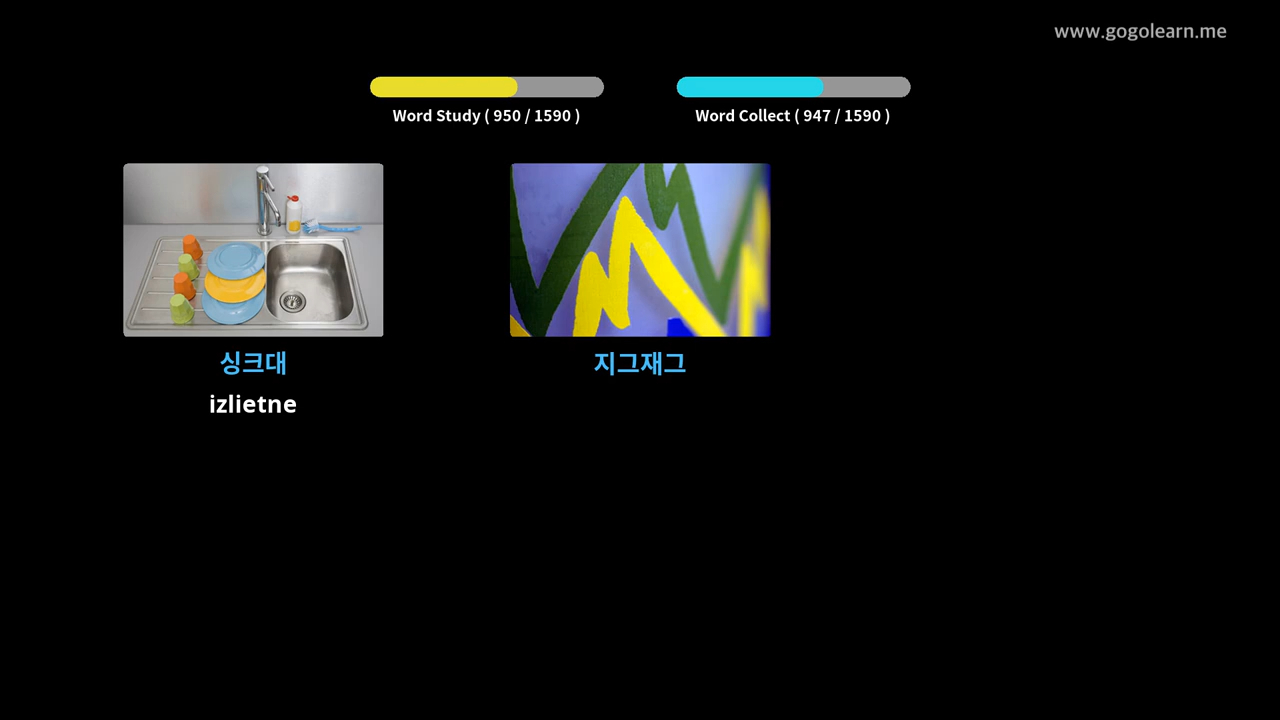 www.gogolearn.me
Word Study ( 950 / 1590 )
Word Collect ( 947 / 1590 )
싱크대
지그재그
izlietne